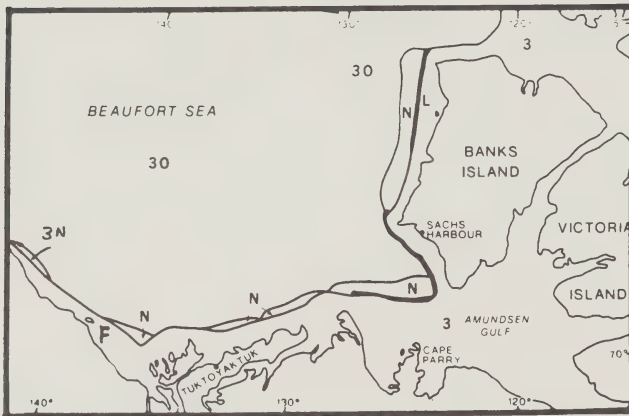 140
130°
120°
3
30
BEAUFORT SEA
N
L
30
BANKS
ISLAND
SACHS
HARBOUR
VICTORIA
3N
ISLAND
N
N
N
F
3
AMUNDSEN
GULF
CAPE
PARRY
70°
TUKTOYAKTUK
140°
130°
120°